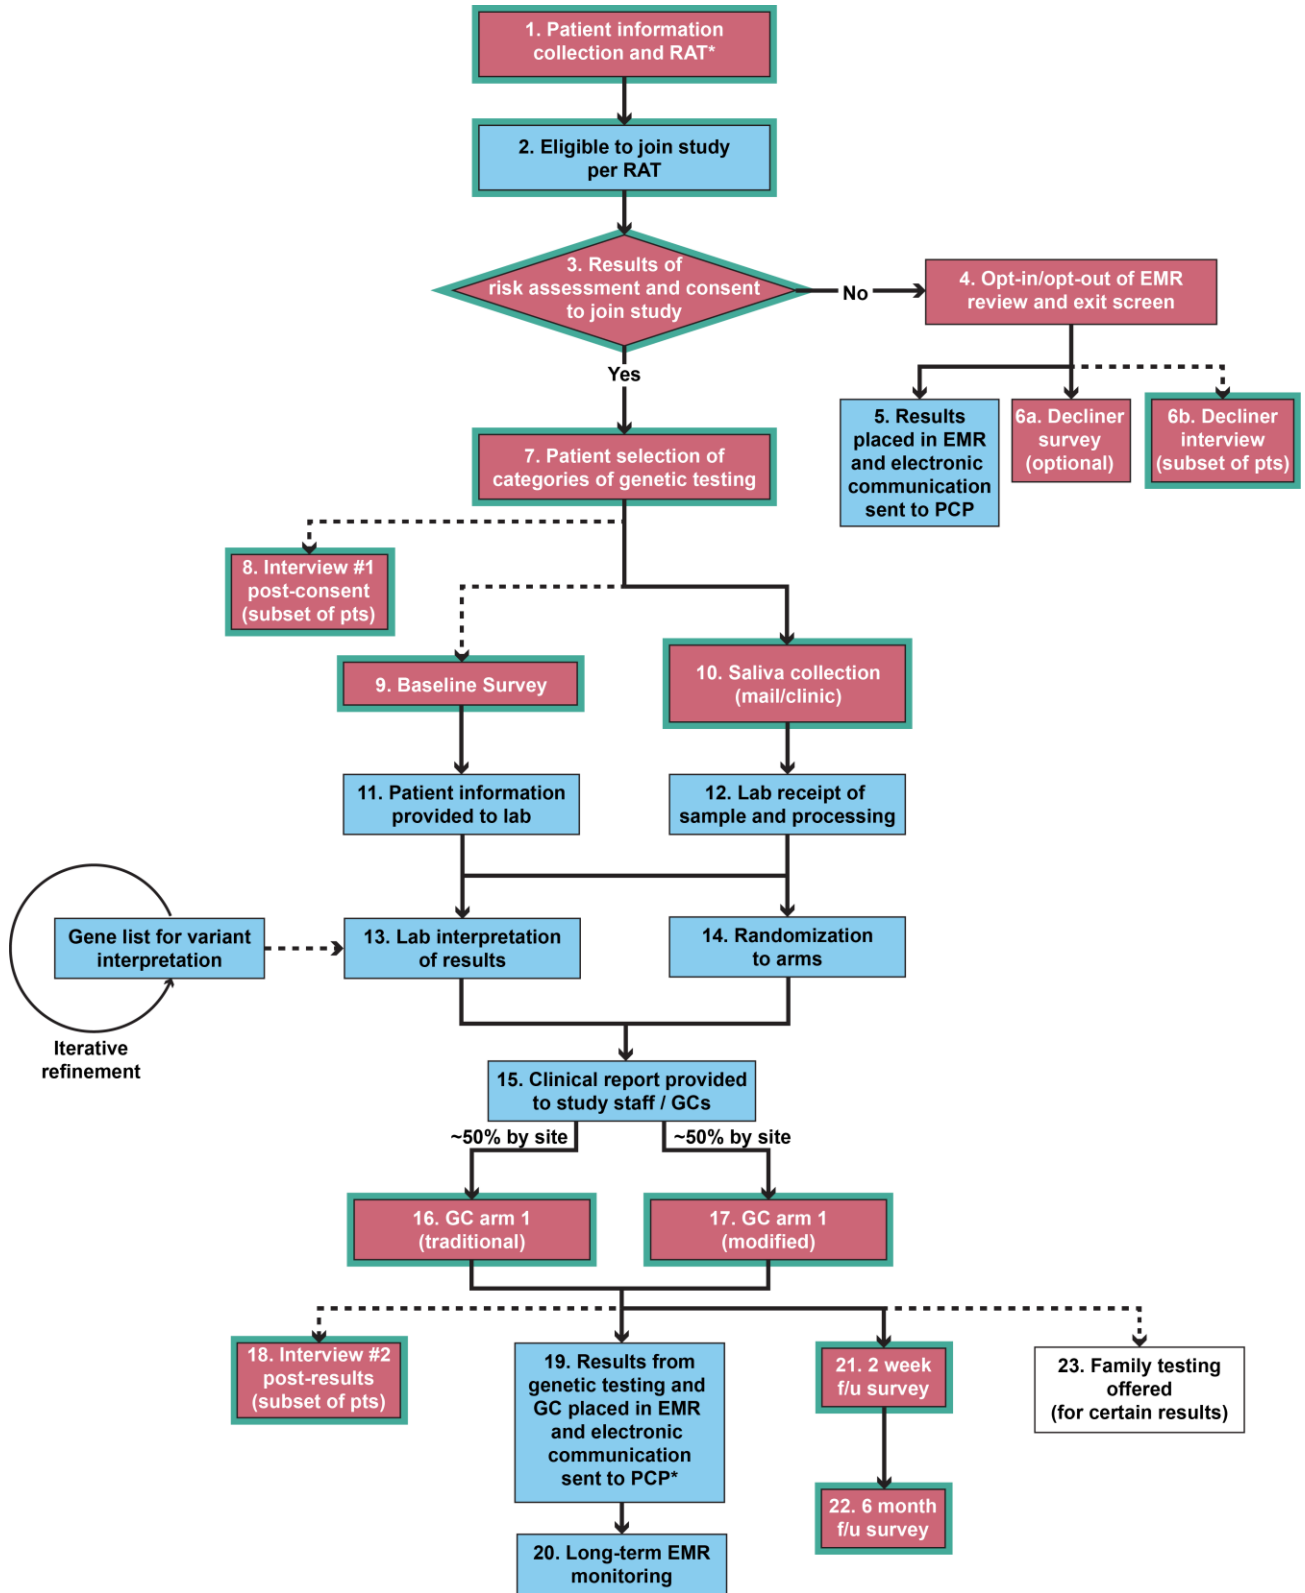 1. Patient information
collection and RAT*
2. Eligible to join study
per RAT
3. Results of
risk assessment and consent
to join study
No
4. Opt-in/opt-out of EMR
review and exit screen
Yes
5. Results
placed in EMR
and electronic
communication
sent to PCP
6a. Decliner
survey
(optional)
6b. Decliner
interview
(subset of pts)
7. Patient selection of
categories of genetic testing
8. Interview #1
post-consent
(subset of pts)
9. Baseline Survey
10. Saliva collection
(mail/clinic)
11. Patient information
provided to lab
12. Lab receipt of
sample and processing
Gene list for variant
interpretation
Iterative
refinement
13. Lab interpretation
of results
14. Randomization
to arms
15. Clinical report provided
to study staff / GCs
~50% by site
~50% by site
16. GC arm 1
(traditional)
17. GC arm 1
(modified)
18. Interview #2
post-results
(subset of pts)
19. Results from
genetic testing and
GC placed in EMR
and electronic
communication
sent to PCP*
21. 2 week
f/u survey
23. Family testing
offered
(for certain results)
22. 6 month
f/u survey
20. Long-term EMR
monitoring